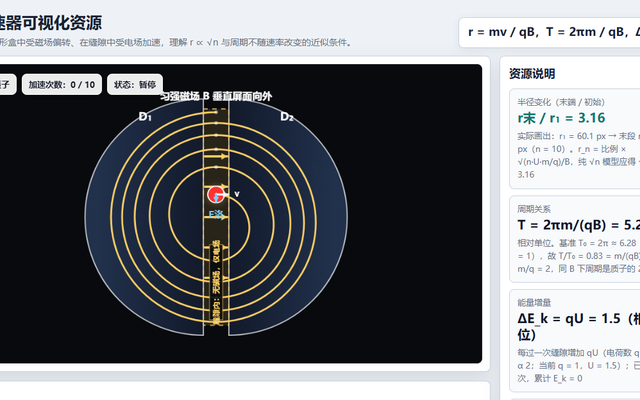 速器可视化资源
形盒中受磁场偏转、在缝隙中受电场加速，理解 r ∝ √n 与周期不随速率改变的近似条件。
r = mv / qB，T = 2πm / qB，Δ
子
加速次数：0 / 10
状态：暂停
匀强磁场 B 垂直屏面向外
D₁
D₂
v
缝隙内：无磁场，仅电场
资源说明
半径变化（末端 / 初始）
r末 / r₁ = 3.16
实际画出：r₁ = 60.1 px → 末段
px（n = 10）。r_n = 比例 ×
√(n·U·m/q)/B，纯 √n 模型应得
3.16
周期关系
T = 2πm/(qB) = 5.2
相对单位。基准 T₀ = 2π ≈ 6.28
= 1），故 T/T₀ = 0.83 = m/(qB)
m/q = 2，同 B 下周期是质子的 2
能量增量
ΔE_k = qU = 1.5（相
位）
每过一次缝隙增加 qU（电荷数 q
α 2；当前 q = 1，U = 1.5）；已
次，累计 E_k = 0